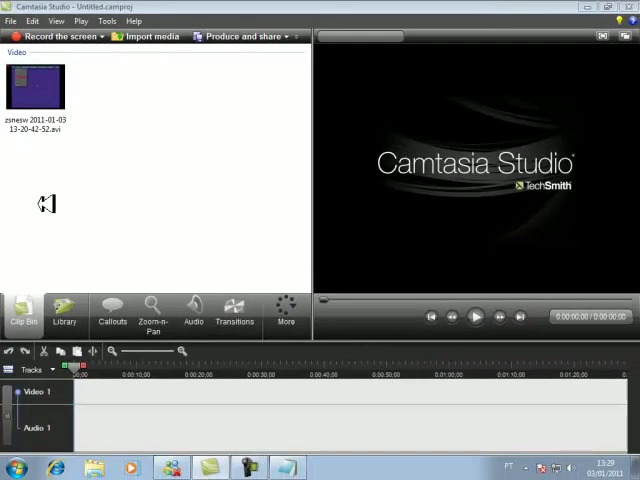 Camtasia Studio - Untitled.camproj
File Edit View Play Tools Help
Record the screen Import media Produce and share
Video
zsnesw 2011-01-03
13-20-42-52.avi
Camtasia Studio
TechSmith
Clip Bin Library Callouts Zoom-n-Pan Audio Transitions More
0:00:00.00 / 0:00:00.00
Tracks
0:00:10;00 0:00:20;00 0:00:30;00 0:00:40;00 0:00:50;00 0:01:00;00 0:01:10;00 0:01:20;00
Video 1
Audio 1
PT
13:29
03/01/2011